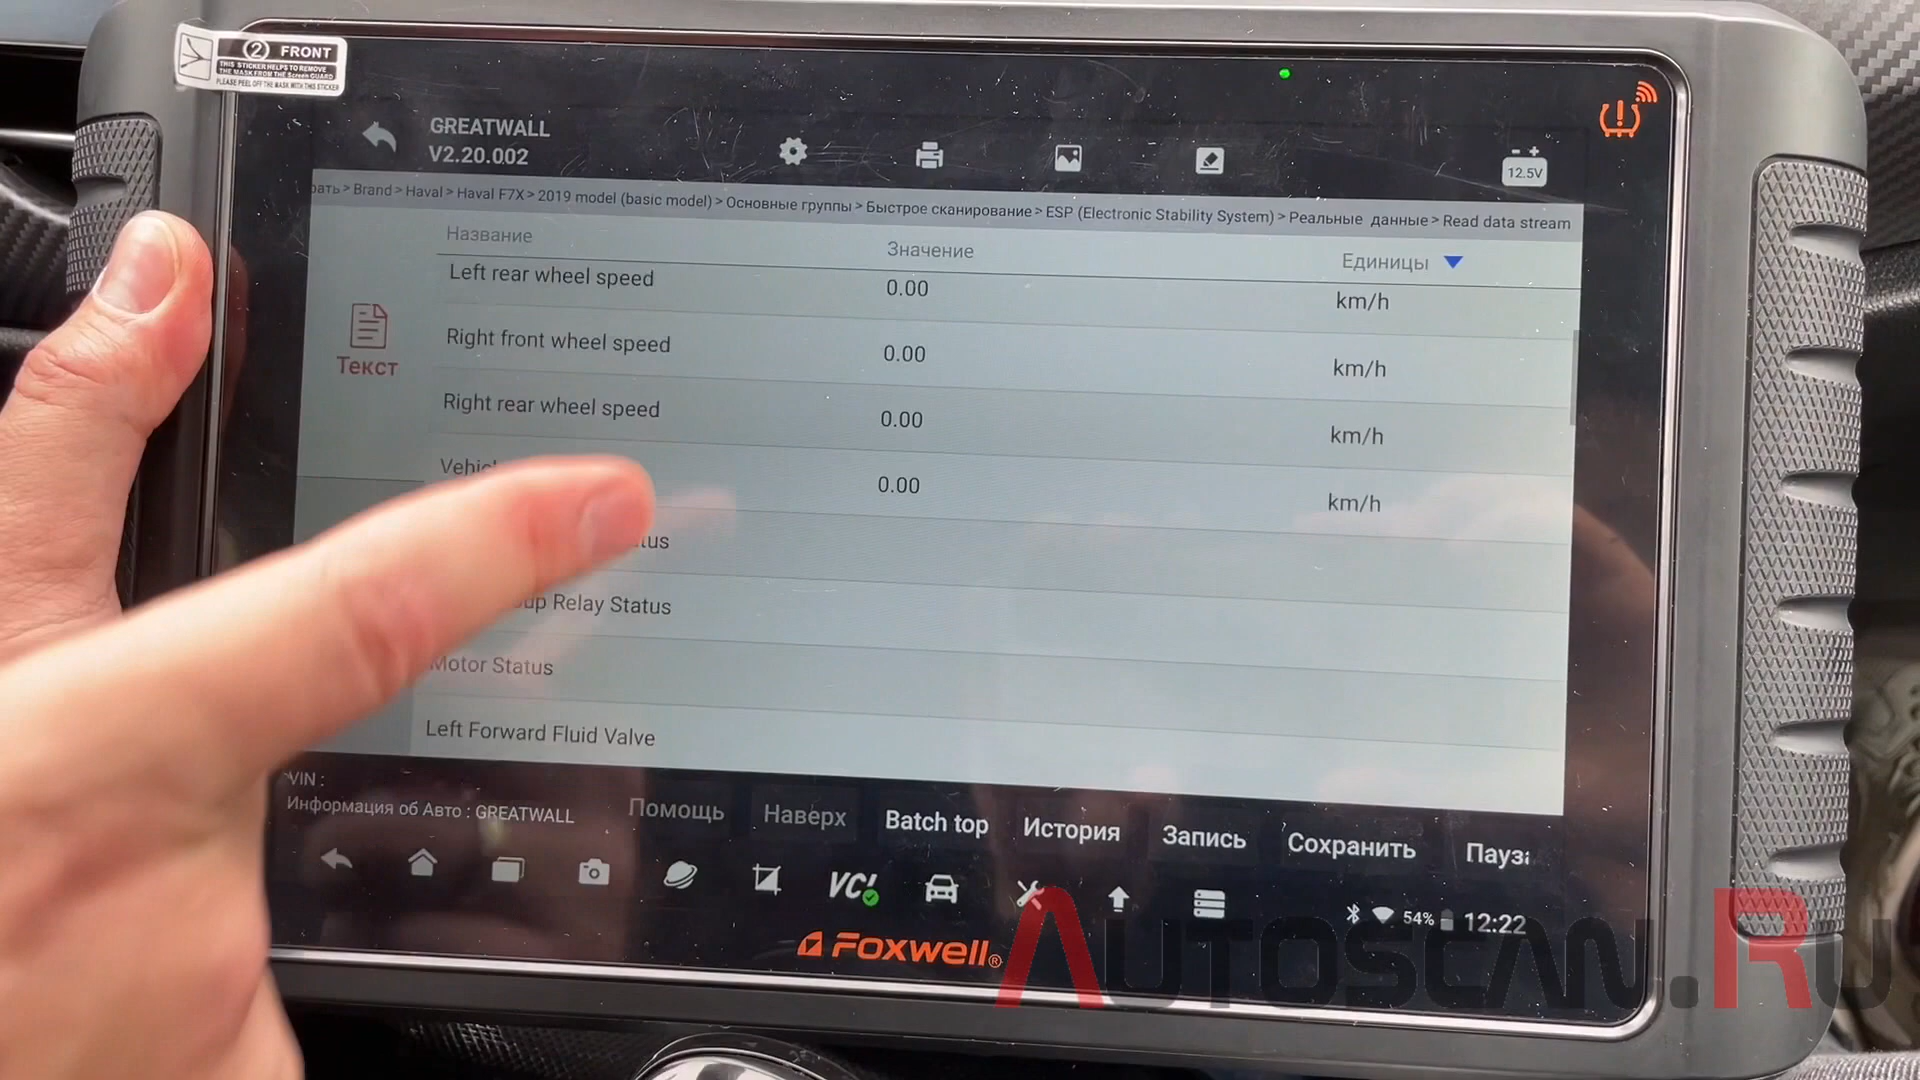 2 FRONT
THIS STICKER HELPS TO REMOVE
THE MASK FROM THE Screen GUARD
PLEASE PEEL OFF THE MASK WITH THIS STICKER
GREATWALL
V2.20.002
12.5V
> Brand > Haval > Haval F7X > 2019 model (basic model) > Основные группы > Быстрое сканирование > ESP (Electronic Stability System) > Реальные данные > Read data stream
Название Значение Единицы
Текст
Left rear wheel speed 0.00 km/h
Right front wheel speed 0.00 km/h
Right rear wheel speed 0.00 km/h
0.00 km/h
Relay Status
Motor Status
Left Forward Fluid Valve
VIN :
Информация об Авто : GREATWALL
Помощь Наверх Batch top История Запись Сохранить
VCI
54% 12:22
FOXWELL®
AUTOSCAN.RU